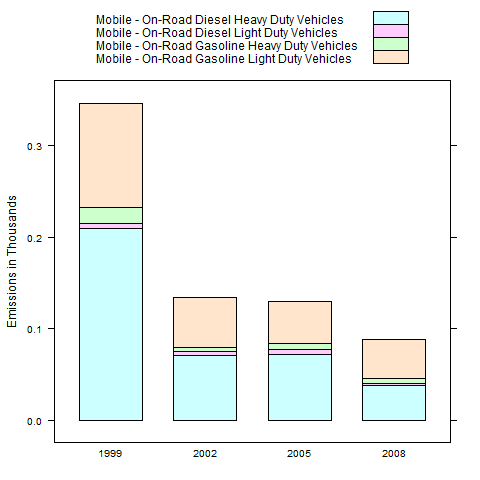 Mobile - On-Road Diesel Heavy Duty Vehicles
Mobile - On-Road Diesel Light Duty Vehicles
Mobile - On-Road Gasoline Heavy Duty Vehicles
Mobile - On-Road Gasoline Light Duty Vehicles
Emissions in Thousands
0.3
0.2
0.1
0.0
1999 2002 2005 2008